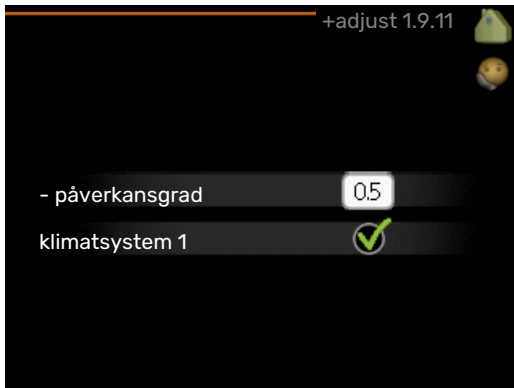 +adjust 1.9.11
- påverkansgrad 0.5
klimatsystem 1